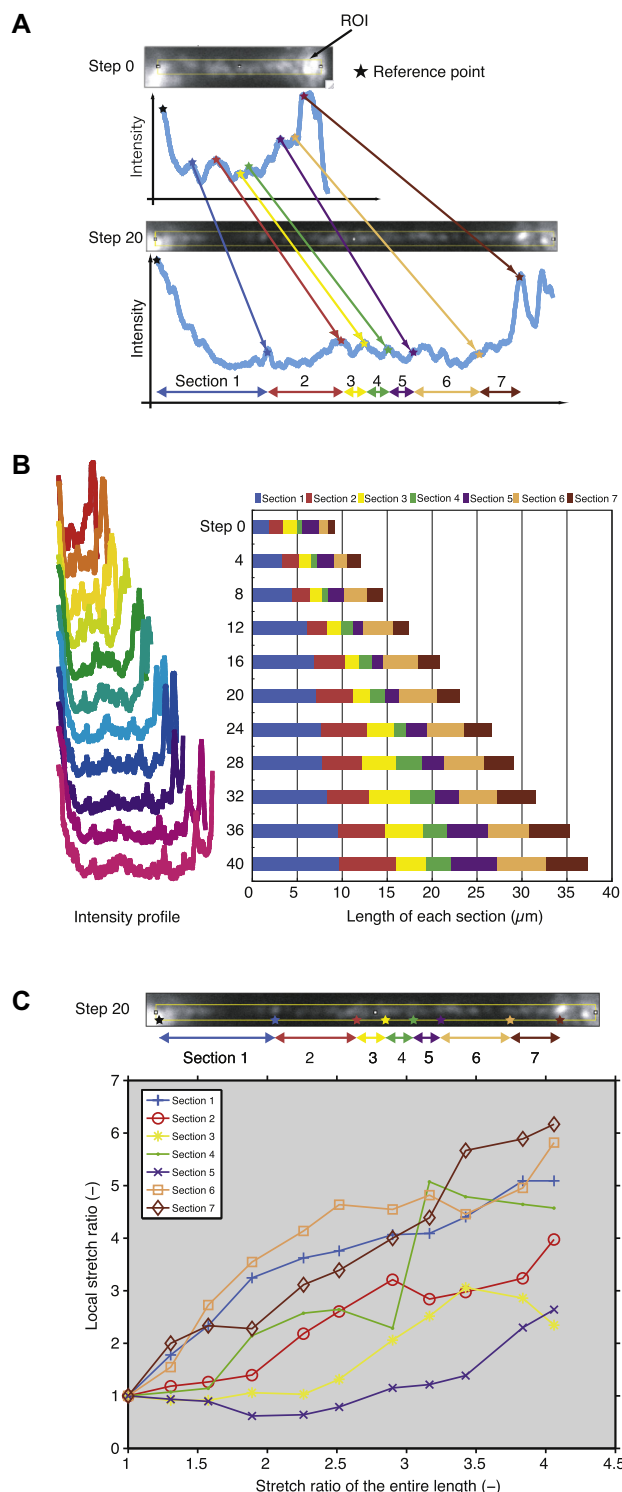 A
ROI
Step 0
★ Reference point
Intensity
Step 20
Intensity
Section 1 2 3 4 5 6 7
B
Section 1 Section 2 Section 3 Section 4 Section 5 Section 6 Section 7
Step 0
4
8
12
16
20
24
28
32
36
40
0 5 10 15 20 25 30 35 40
Intensity profile
Length of each section (µm)
C
Step 20
Section 1 2 3 4 5 6 7
7
6
5
4
3
2
1
0
Local stretch ratio (–)
Section 1
Section 2
Section 3
Section 4
Section 5
Section 6
Section 7
1 1.5 2 2.5 3 3.5 4 4.5
Stretch ratio of the entire length (–)